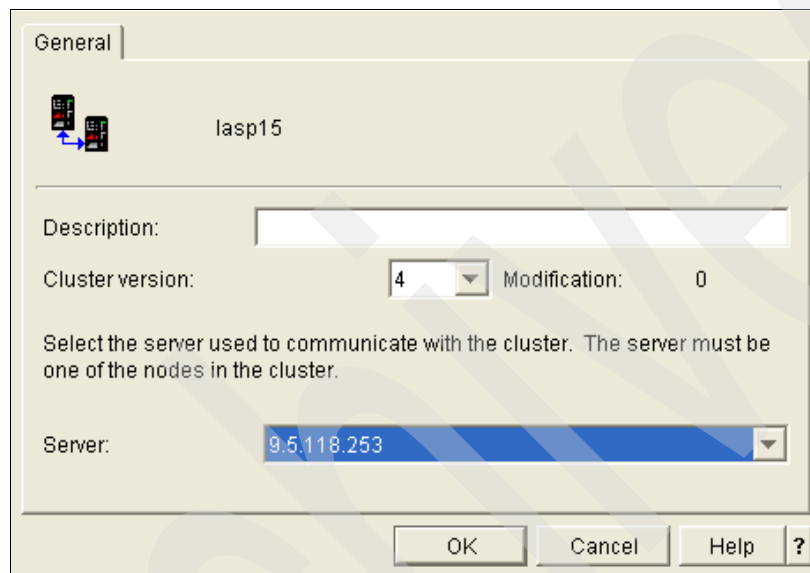 General
Iasp15
Description:
Cluster version: 4 Modification: 0
Select the server used to communicate with the cluster. The server must be
one of the nodes in the cluster.
Server: 9.5.118.253
OK Cancel Help ?